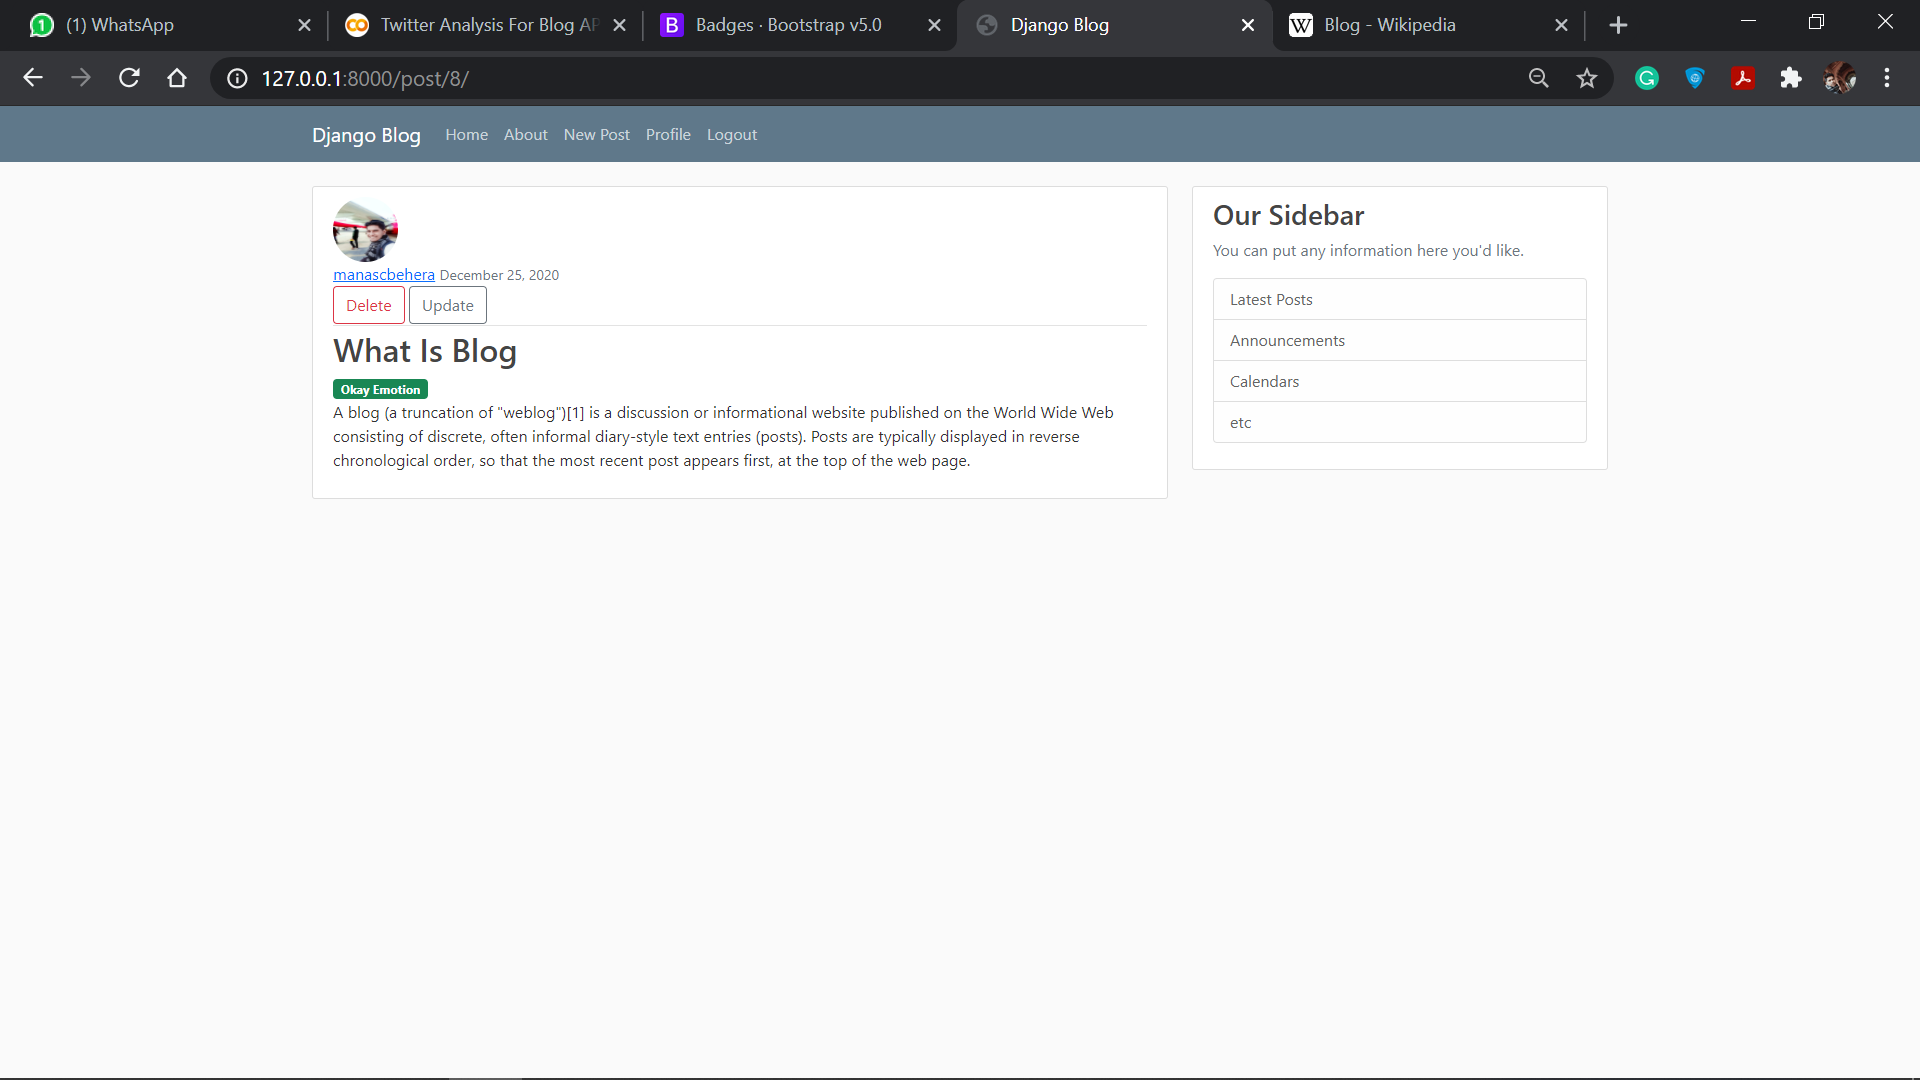 (1) WhatsApp
Twitter Analysis For Blog AP
Badges · Bootstrap v5.0
Django Blog
Blog - Wikipedia
127.0.0.1:8000/post/8/
Django Blog Home About New Post Profile Logout
manascbehera December 25, 2020
Delete Update
What Is Blog
Okay Emotion
A blog (a truncation of "weblog")[1] is a discussion or informational website published on the World Wide Web
consisting of discrete, often informal diary-style text entries (posts). Posts are typically displayed in reverse
chronological order, so that the most recent post appears first, at the top of the web page.
Our Sidebar
You can put any information here you'd like.
Latest Posts
Announcements
Calendars
etc